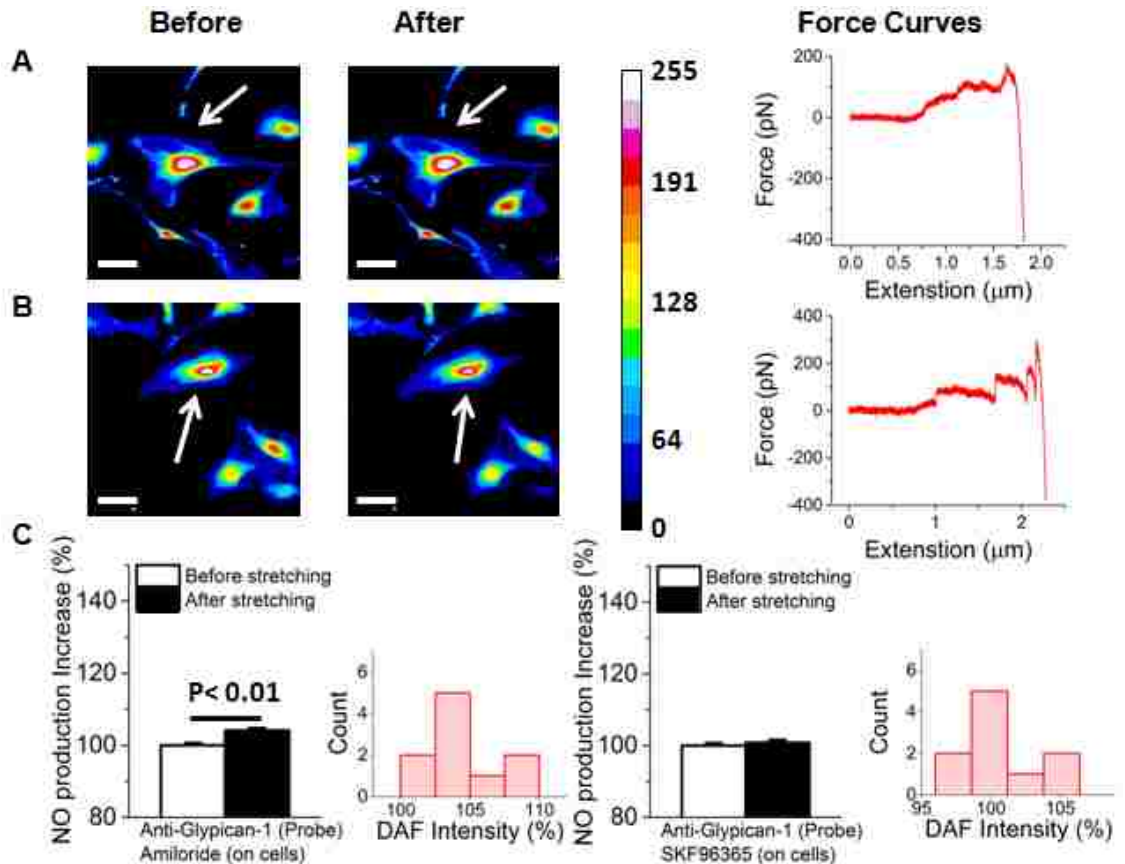 Before
After
Force Curves
A
255
191
128
64
0
200
0
-200
-400
Force (pN)
0.0 0.5 1.0 1.5 2.0
Extenstion (µm)
B
400
200
0
-200
-400
Force (pN)
0 1 2
Extenstion (µm)
C
NO production Increase (%)
140
120
100
80
Before stretching
After stretching
P< 0.01
Anti-Glypican-1 (Probe)
Amiloride (on cells)
Count
6
4
2
0
100 105 110
DAF Intensity (%)
NO production Increase (%)
140
120
100
80
Before stretching
After stretching
Anti-Glypican-1 (Probe)
SKF96365 (on cells)
Count
6
4
2
0
95 100 105
DAF Intensity (%)